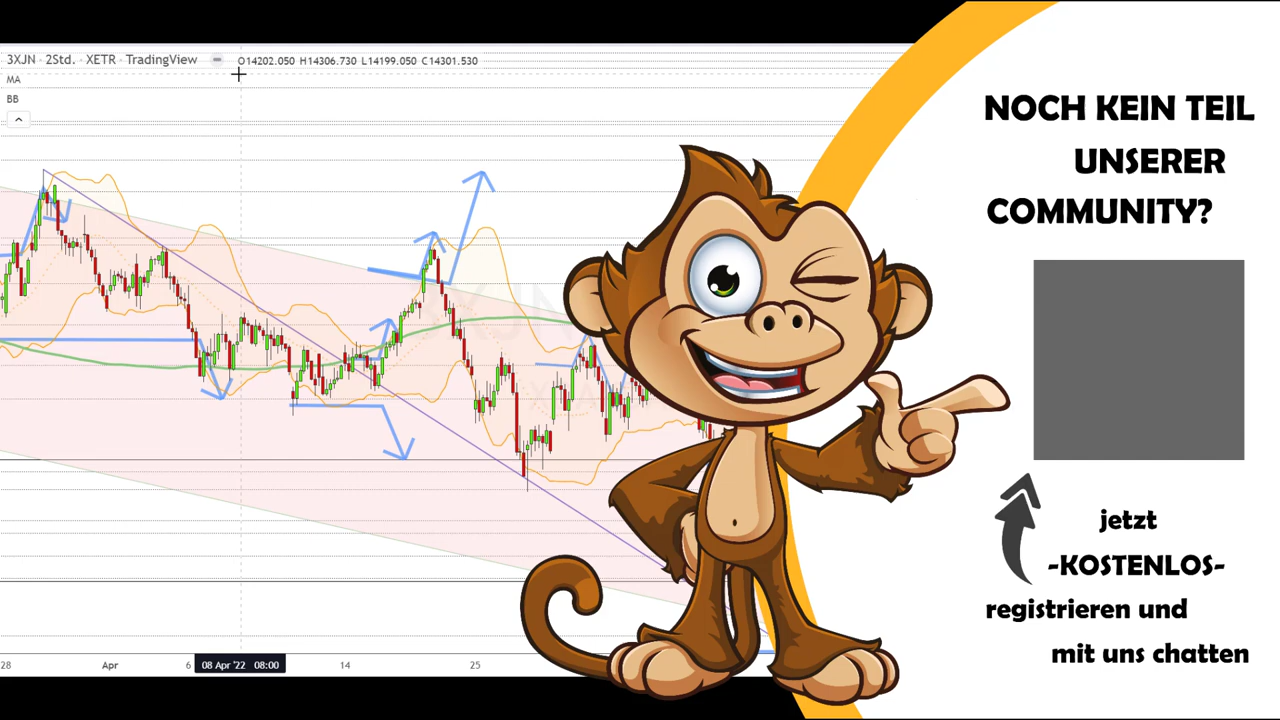 3XJN · 2Std. · XETR · TradingView O14202.050 H14306.730 L14199.050 C14301.530
MA
BB
NOCH KEIN TEIL
UNSERER
COMMUNITY?
jetzt
-KOSTENLOS-
registrieren und
mit uns chatten
28 Apr 6 08 Apr '22 08:00 14 25